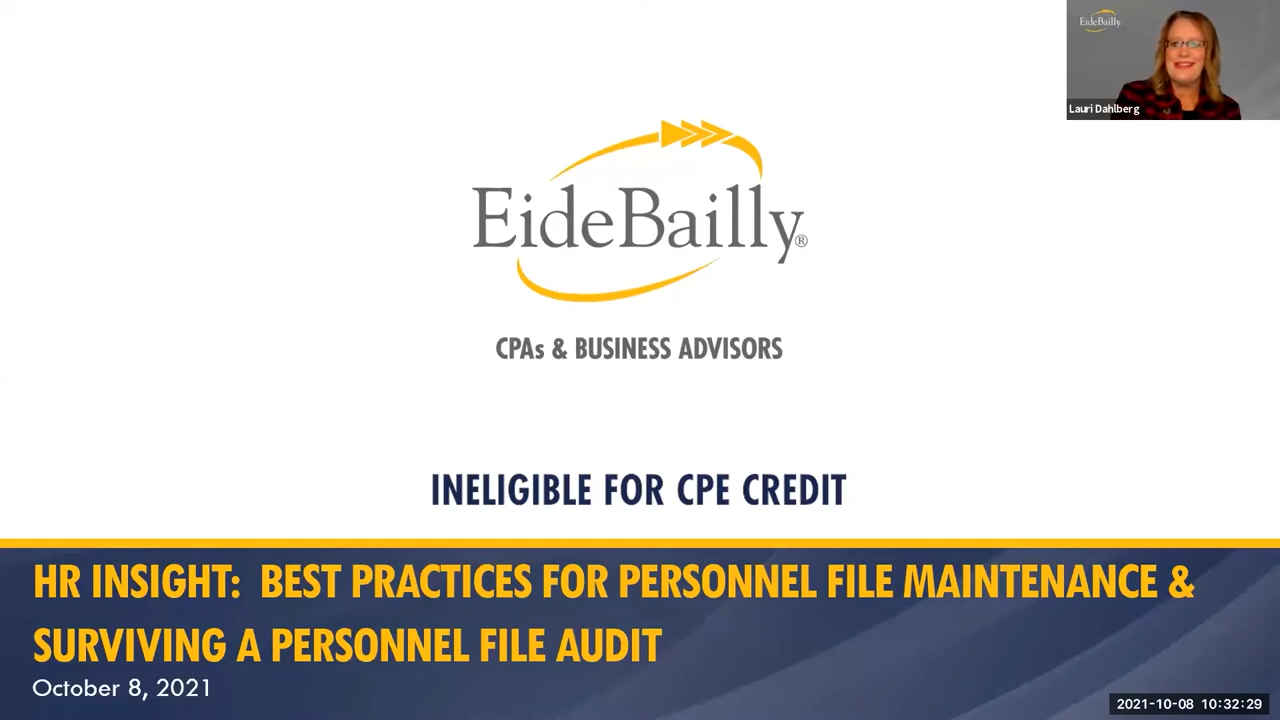 EideBailly
Lauri Dahlberg
EideBailly®
CPAs & BUSINESS ADVISORS
INELIGIBLE FOR CPE CREDIT
HR INSIGHT: BEST PRACTICES FOR PERSONNEL FILE MAINTENANCE &
SURVIVING A PERSONNEL FILE AUDIT
October 8, 2021
2021-10-08 10:32:29